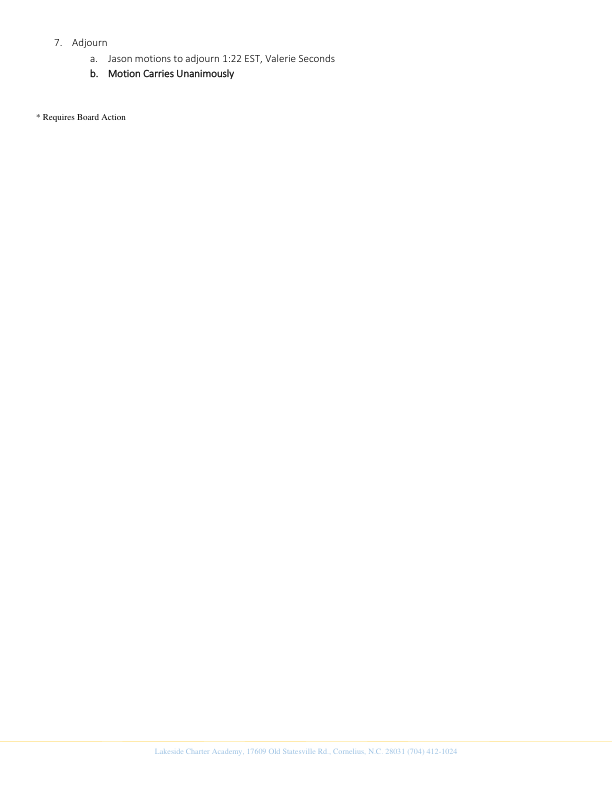 7. Adjourn
a. Jason motions to adjourn 1:22 EST, Valerie Seconds
b. Motion Carries Unanimously
* Requires Board Action
Lakeside Charter Academy, 17609 Old Statesville Rd., Cornelius, N.C. 28031 (704) 412-1024